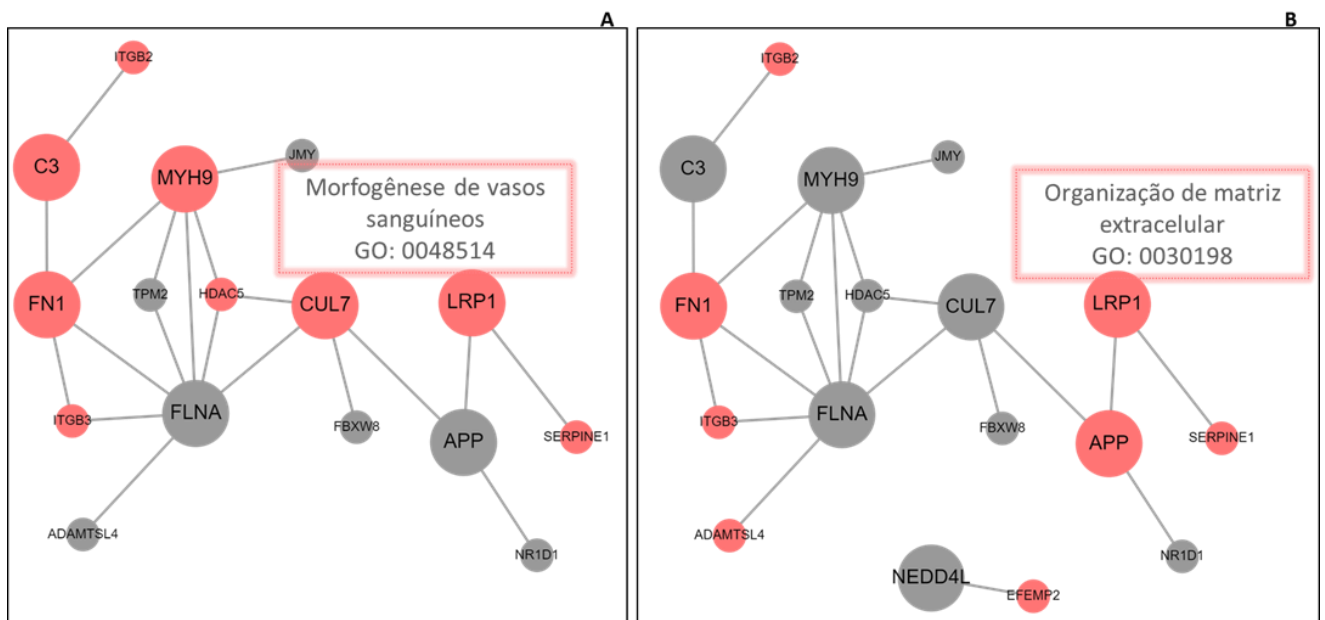 A
ITGB2
C3
MYH9
JMY
Morfogênese de vasos
sanguíneos
GO: 0048514
TPM2
HDAC5
FN1
CUL7
LRP1
ITGB3
FLNA
FBXW8
APP
SERPINE1
ADAMTSL4
NR1D1
B
ITGB2
C3
MYH9
JMY
Organização de matriz
extracelular
GO: 0030198
TPM2
HDAC5
FN1
CUL7
LRP1
ITGB3
FLNA
FBXW8
APP
SERPINE1
ADAMTSL4
NR1D1
NEDD4L
EFEMP2